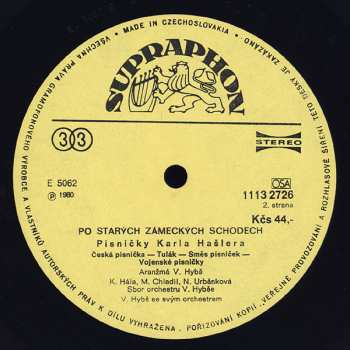 MADE IN CZECHOSLOVAKIA
VŠECHNA PRÁVA GRAMOFONOVÉHO VÝROBCE A VLASTNÍKŮ AUTORSKÝCH PRÁV K DÍLU VYHRAŽENA. POŘIZOVÁNÍ KOPIÍ, VEŘEJNÉ PROVOZOVÁNÍ A ROZHLASOVÉ ŠÍŘENÍ TÉTO DESKY JE ZAKÁZÁNO
SUPRAPHON
33
STEREO
E 5062
OSA
Ⓟ 1980
1113 2726
2. strana
Kčs 44,-
PO STARÝCH ZÁMECKÝCH SCHODECH
Písničky Karla Hašlera
Česká písnička — Tulák — Směs písniček —
Vojenské písničky
Aranžmá V. Hybš
K. Hála, M. Chladil, N. Urbánková
Sbor orchestru V. Hybše
V. Hybš se svým orchestrem